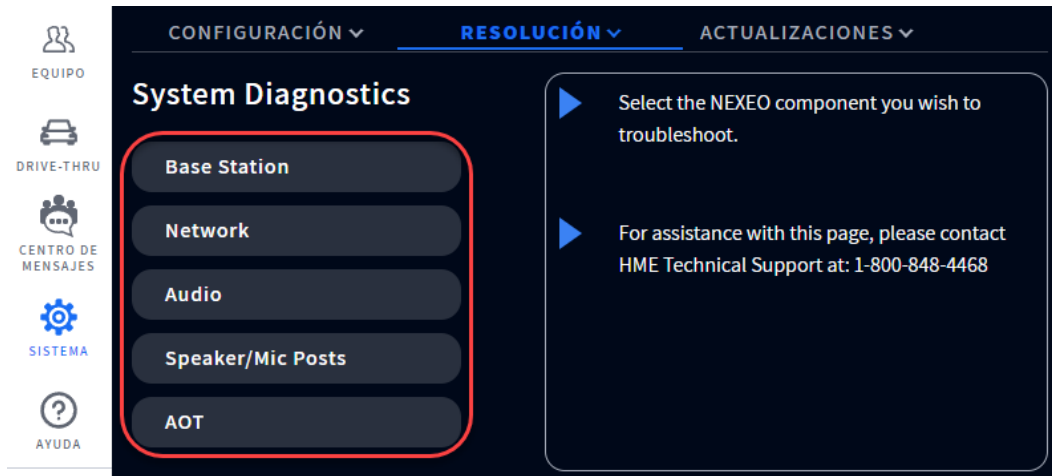 EQUIPO
DRIVE-THRU
CENTRO DE
MENSAJES
SISTEMA
AYUDA
CONFIGURACIÓN
RESOLUCIÓN
ACTUALIZACIONES
System Diagnostics
Base Station
Network
Audio
Speaker/Mic Posts
AOT
Select the NEXEO component you wish to
troubleshoot.
For assistance with this page, please contact
HME Technical Support at: 1-800-848-4468